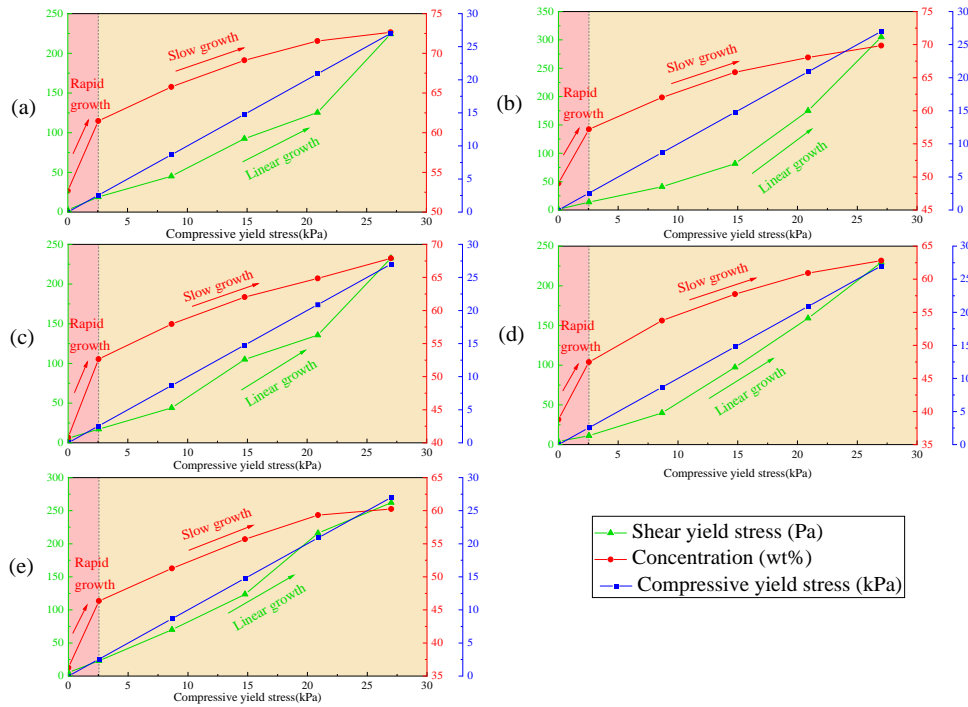 (a)
250
200
150
100
50
0
Rapid
growth
Slow growth
Linear growth
75
70
65
60
55
50
30
25
20
15
10
5
0
0 5 10 15 20 25 30
Compressive yield stress(kPa)
(b)
350
300
250
200
150
100
50
0
Rapid
growth
Slow growth
Linear growth
80
75
70
65
60
55
50
45
30
25
20
15
10
5
0
0 5 10 15 20 25 30
Compressive yield stress(kPa)
(c)
250
200
150
100
50
0
Rapid
growth
Slow growth
Linear growth
70
65
60
55
50
45
40
30
25
20
15
10
5
0
0 5 10 15 20 25 30
Compressive yield stress(kPa)
(d)
250
200
150
100
50
0
Rapid
growth
Slow growth
Linear growth
65
60
55
50
45
40
35
30
25
20
15
10
5
0
0 5 10 15 20 25 30
Compressive yield stress(kPa)
(e)
300
250
200
150
100
50
0
Rapid
growth
Slow growth
Linear growth
65
60
55
50
45
40
35
30
25
20
15
10
5
0
0 5 10 15 20 25 30
Compressive yield stress(kPa)
Shear yield stress (Pa)
Concentration (wt%)
Compressive yield stress (kPa)